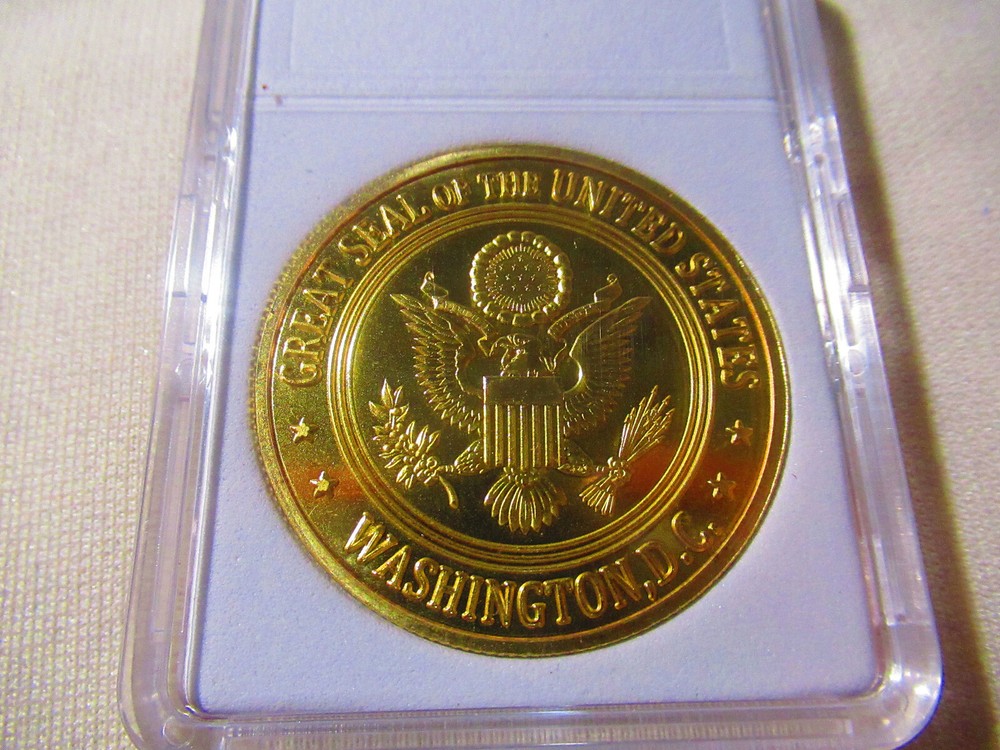 GREAT SEAL OF THE UNITED STATES
WASHINGTON, D.C.